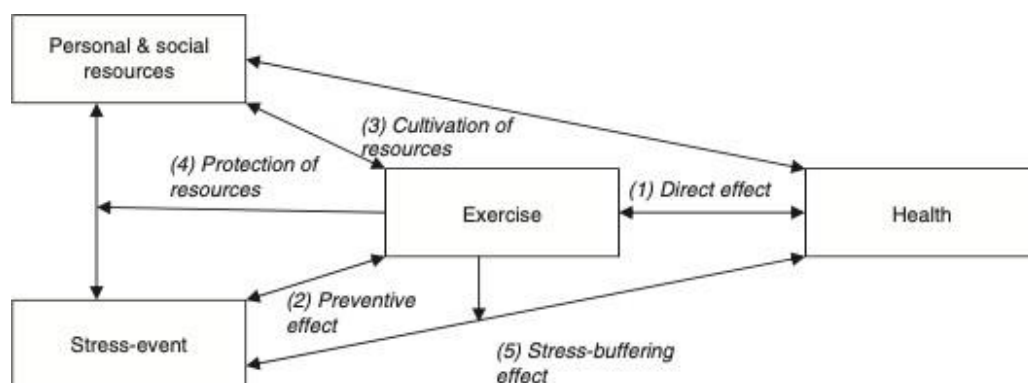 Personal & social
resources
(3) Cultivation of
resources
(4) Protection of
resources
(1) Direct effect
Exercise
Health
(2) Preventive
effect
Stress-event
(5) Stress-buffering
effect